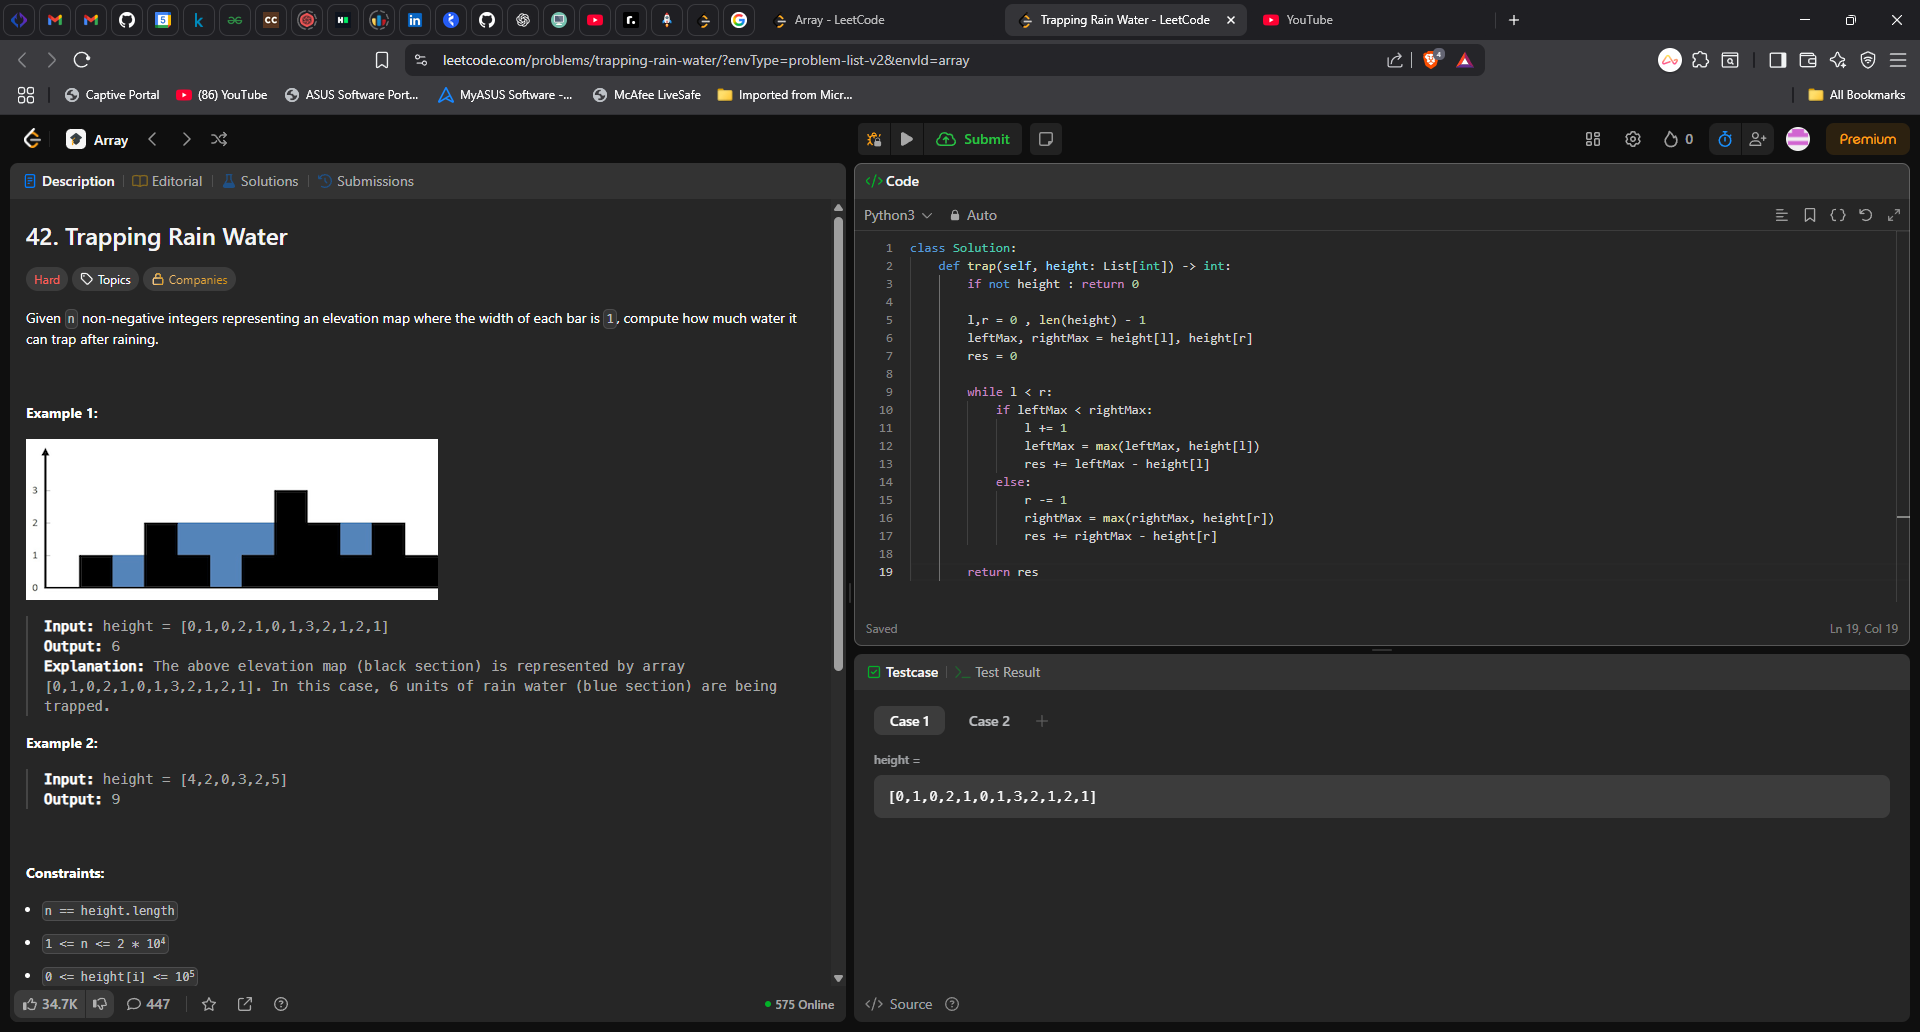 CC
5
k
H
in
r.
G
Array - LeetCode
Trapping Rain Water - LeetCode
YouTube
leetcode.com/problems/trapping-rain-water/?envType=problem-list-v2&envId=array
4
Captive Portal
(86) YouTube
ASUS Software Port...
MyASUS Software -...
McAfee LiveSafe
Imported from Micr...
All Bookmarks
Array
Submit
0
Premium
Description
Editorial
Solutions
Submissions
42. Trapping Rain Water
Hard
Topics
Companies
Given n non-negative integers representing an elevation map where the width of each bar is 1, compute how much water it
can trap after raining.
Example 1:
3
2
1
0
Input: height = [0,1,0,2,1,0,1,3,2,1,2,1]
Output: 6
Explanation: The above elevation map (black section) is represented by array
[0,1,0,2,1,0,1,3,2,1,2,1]. In this case, 6 units of rain water (blue section) are being
trapped.
Example 2:
Input: height = [4,2,0,3,2,5]
Output: 9
Constraints:
n == height.length
1 <= n <= 2 * 10⁴
0 <= height[i] <= 10⁵
34.7K
447
575 Online
</> Code
Python3
Auto
1 class Solution:
2     def trap(self, height: List[int]) -> int:
3         if not height : return 0
4
5         l,r = 0 , len(height) - 1
6         leftMax, rightMax = height[l], height[r]
7         res = 0
8
9         while l < r:
10             if leftMax < rightMax:
11                 l += 1
12                 leftMax = max(leftMax, height[l])
13                 res += leftMax - height[l]
14             else:
15                 r -= 1
16                 rightMax = max(rightMax, height[r])
17                 res += rightMax - height[r]
18
19         return res
Saved
Ln 19, Col 19
Testcase
>_ Test Result
Case 1
Case 2
height =
[0,1,0,2,1,0,1,3,2,1,2,1]
</> Source